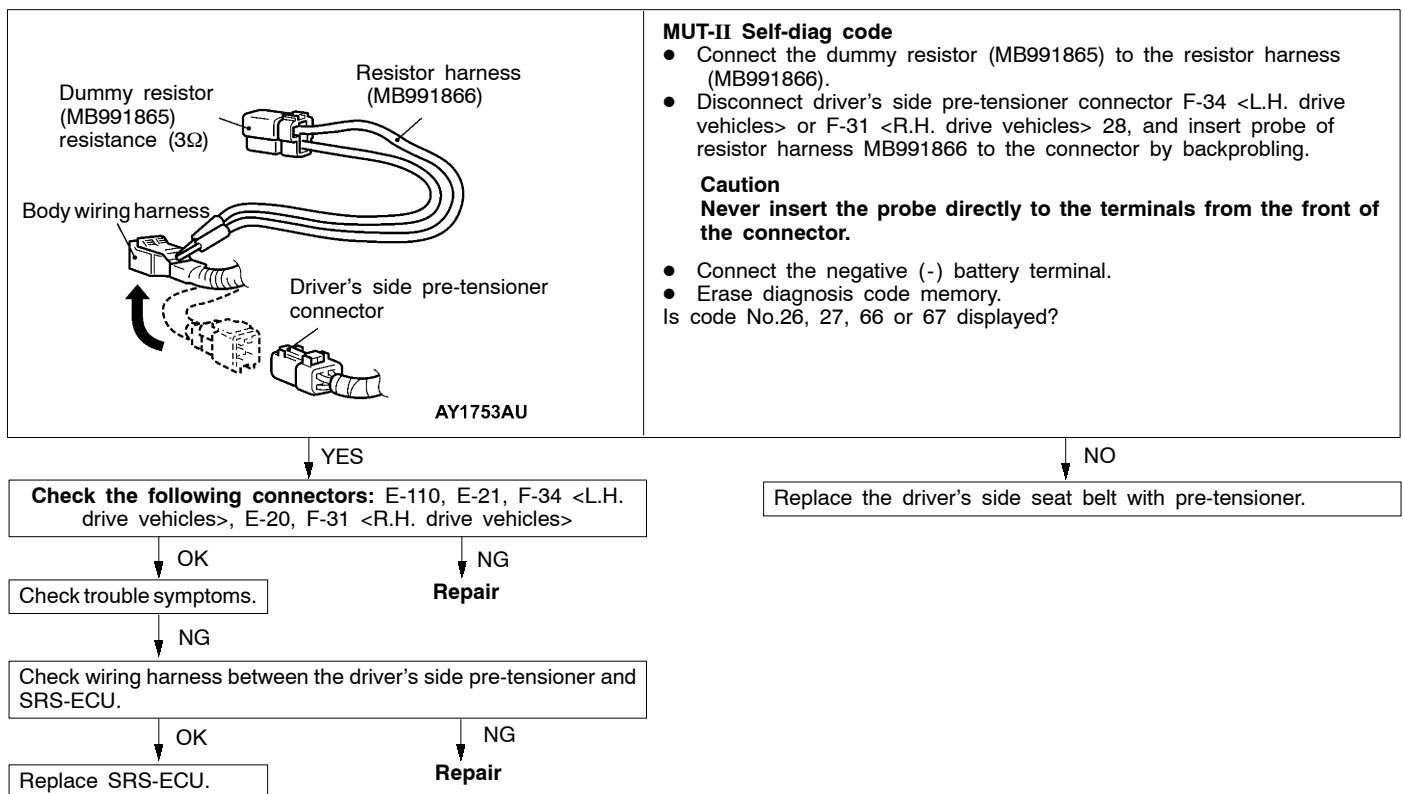 Dummy resistor
(MB991865)
resistance (3Ω)
Resistor harness
(MB991866)
Body wiring harness
Driver's side pre-tensioner
connector
AY1753AU
MUT-II Self-diag code
● Connect the dummy resistor (MB991865) to the resistor harness
(MB991866).
● Disconnect driver's side pre-tensioner connector F-34 <L.H. drive
vehicles> or F-31 <R.H. drive vehicles> 28, and insert probe of
resistor harness MB991866 to the connector by backprobling.
Caution
Never insert the probe directly to the terminals from the front of
the connector.
● Connect the negative (-) battery terminal.
● Erase diagnosis code memory.
Is code No.26, 27, 66 or 67 displayed?
YES
NO
Check the following connectors: E-110, E-21, F-34 <L.H.
drive vehicles>, E-20, F-31 <R.H. drive vehicles>
Replace the driver's side seat belt with pre-tensioner.
OK
NG
Check trouble symptoms.
Repair
NG
Check wiring harness between the driver's side pre-tensioner and
SRS-ECU.
OK
NG
Replace SRS-ECU.
Repair